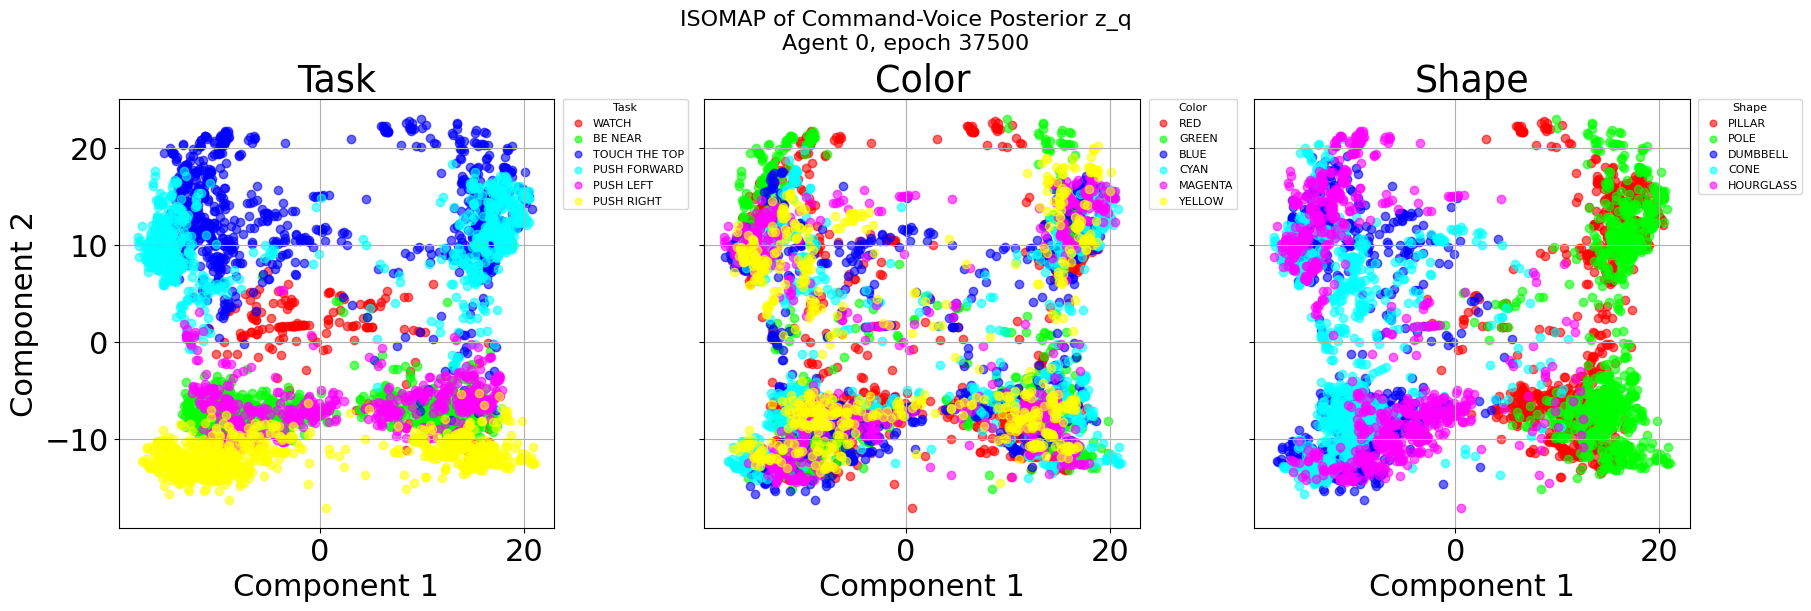 ISOMAP of Command-Voice Posterior z_q
Agent 0, epoch 37500
Task
Color
Shape
Task
WATCH
BE NEAR
TOUCH THE TOP
PUSH FORWARD
PUSH LEFT
PUSH RIGHT
Color
RED
GREEN
BLUE
CYAN
MAGENTA
YELLOW
Shape
PILLAR
POLE
DUMBBELL
CONE
HOURGLASS
Component 2
20
10
0
−10
0
20
0
20
0
20
Component 1
Component 1
Component 1